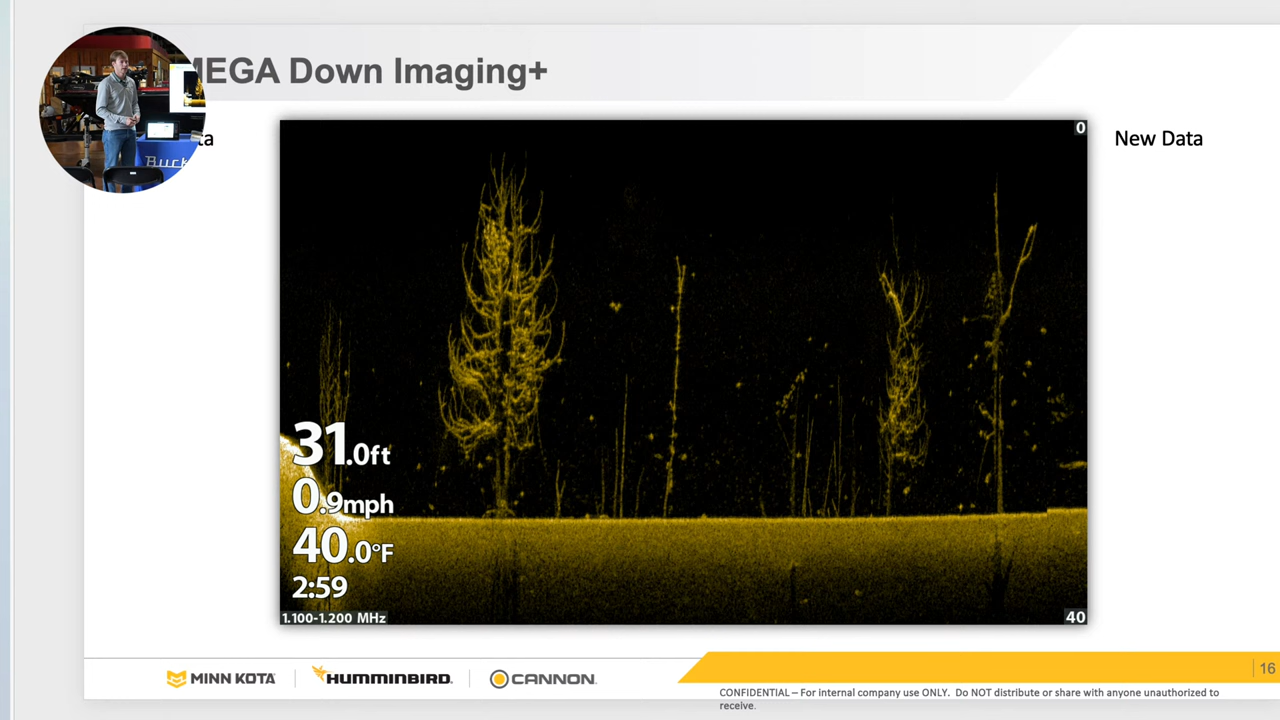 MEGA Down Imaging+
New Data
0
31.0ft
0.9mph
40.0°F
2:59
1.100-1.200 MHz
40
MINN KOTA
HUMMINBIRD
CANNON
16
CONFIDENTIAL – For internal company use ONLY. Do NOT distribute or share with anyone unauthorized to
receive.